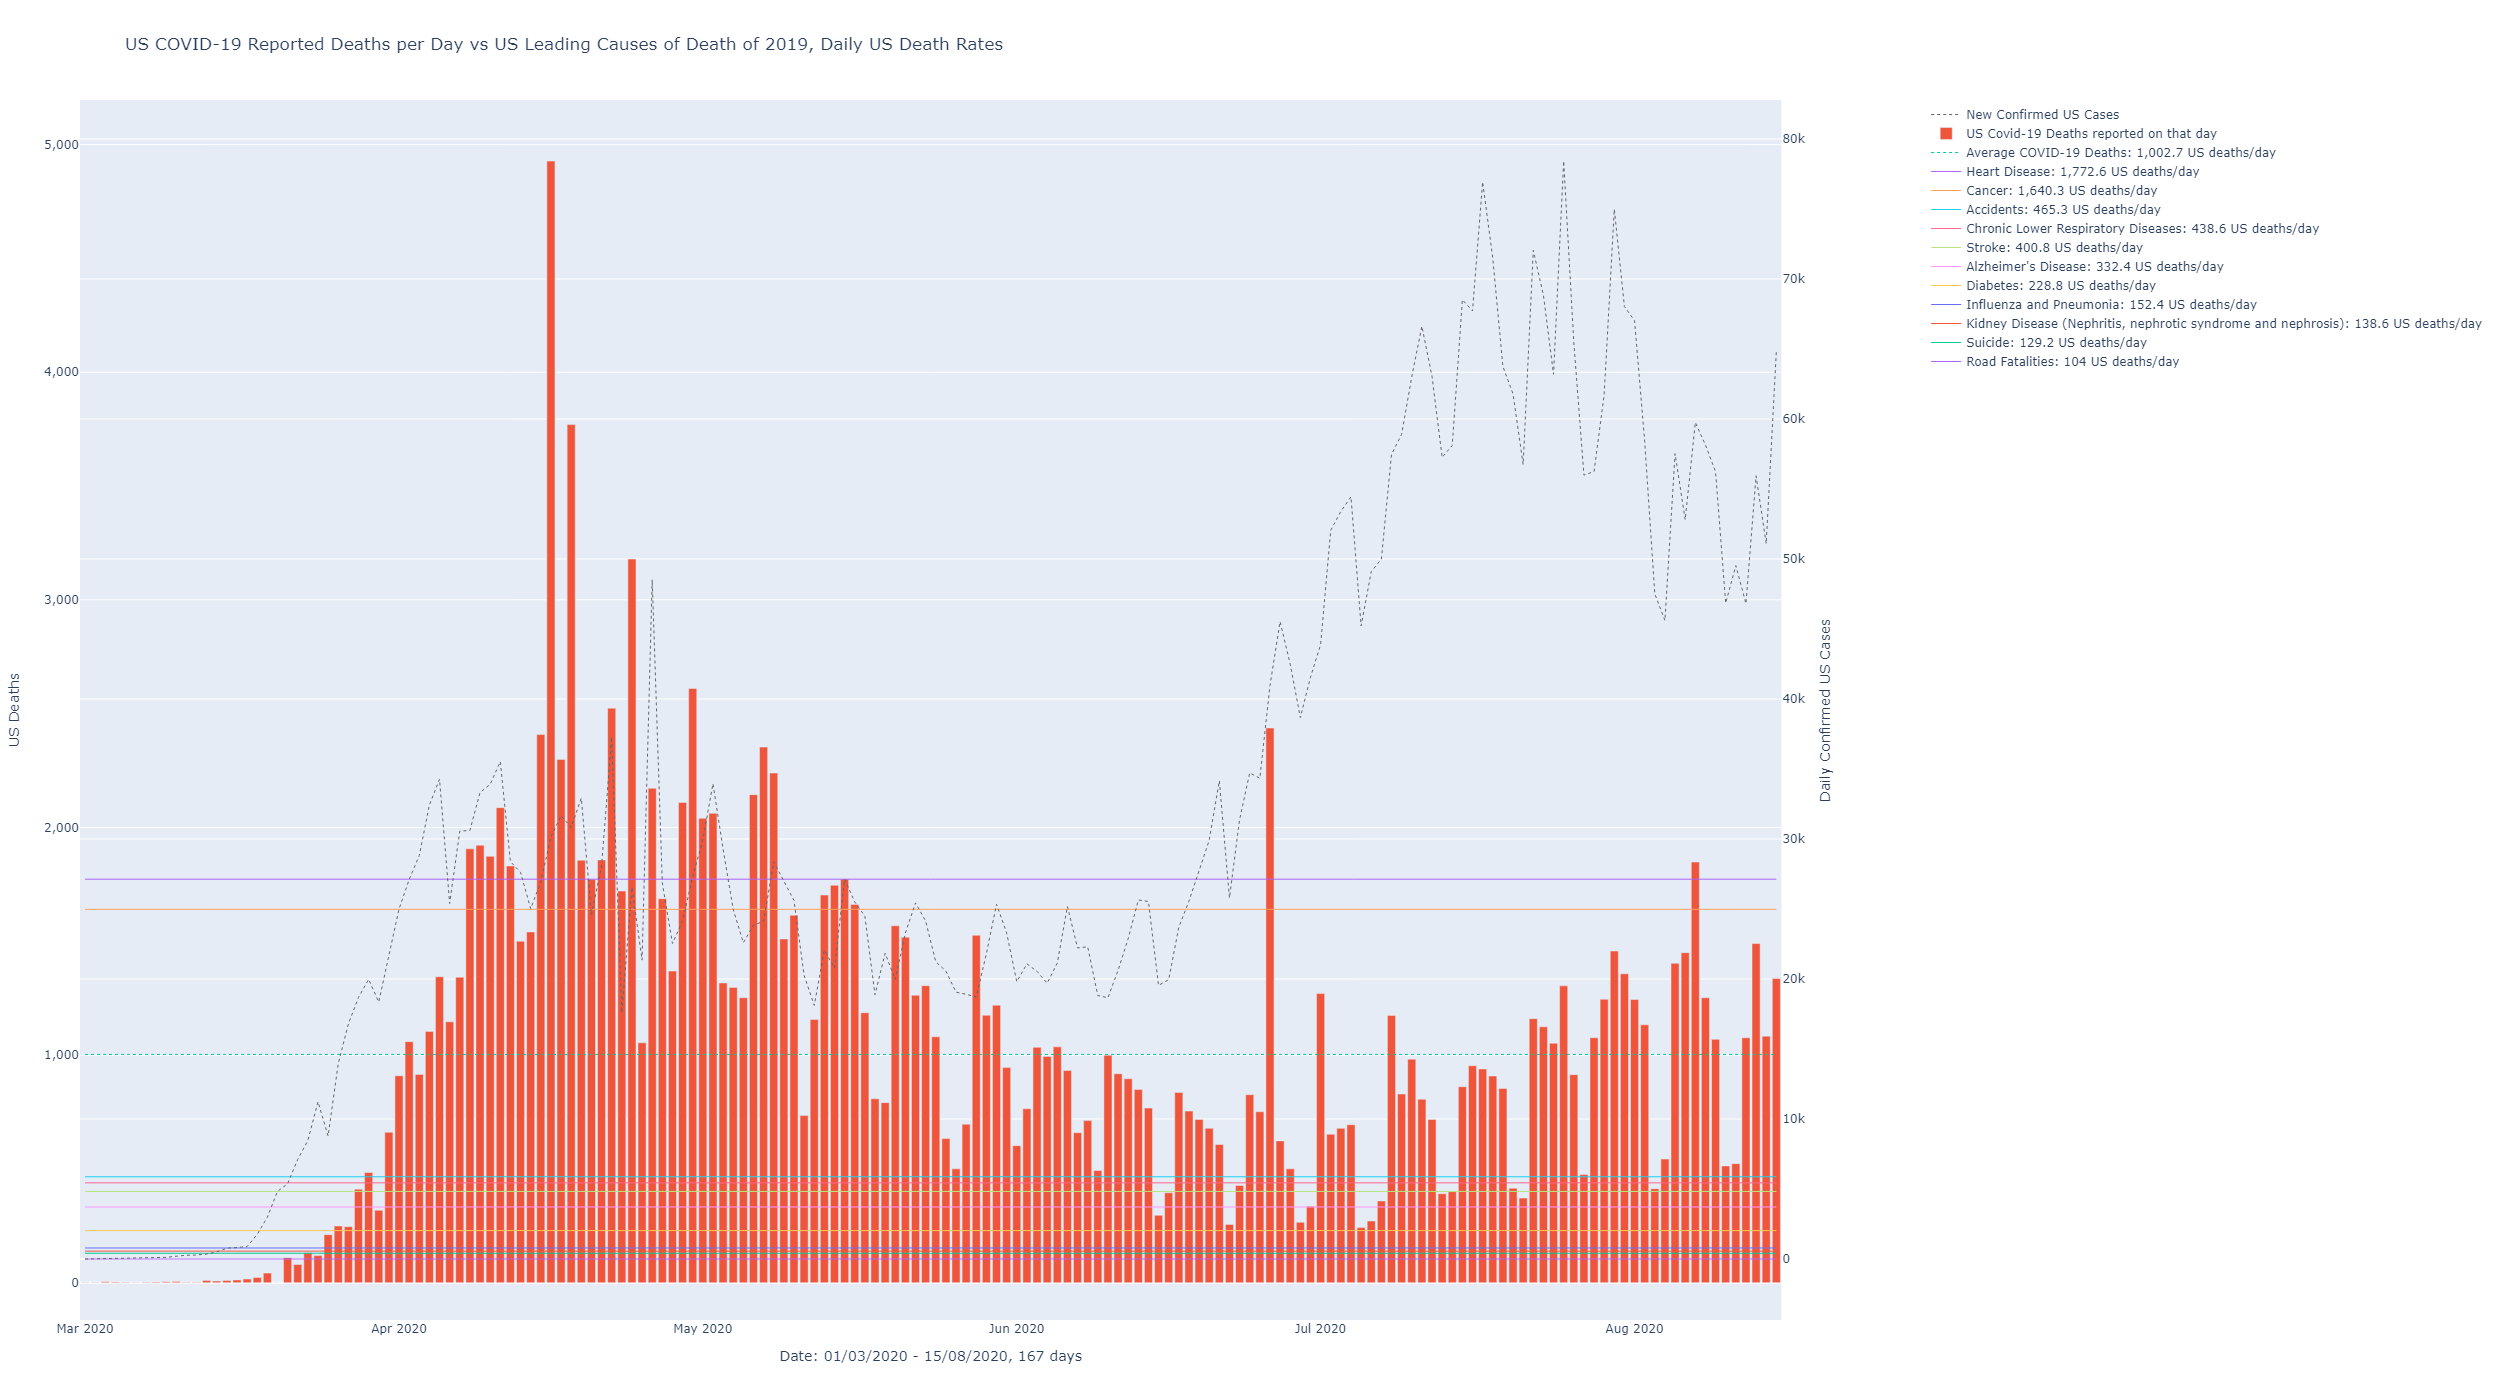 US COVID-19 Reported Deaths per Day vs US Leading Causes of Death of 2019, Daily US Death Rates
New Confirmed US Cases
US Covid-19 Deaths reported on that day
Average COVID-19 Deaths: 1,002.7 US deaths/day
Heart Disease: 1,772.6 US deaths/day
Cancer: 1,640.3 US deaths/day
Accidents: 465.3 US deaths/day
Chronic Lower Respiratory Diseases: 438.6 US deaths/day
Stroke: 400.8 US deaths/day
Alzheimer's Disease: 332.4 US deaths/day
Diabetes: 228.8 US deaths/day
Influenza and Pneumonia: 152.4 US deaths/day
Kidney Disease (Nephritis, nephrotic syndrome and nephrosis): 138.6 US deaths/day
Suicide: 129.2 US deaths/day
Road Fatalities: 104 US deaths/day
US Deaths
5,000
4,000
3,000
2,000
1,000
0
80k
70k
60k
50k
40k
30k
20k
10k
0
Daily Confirmed US Cases
Mar 2020
Apr 2020
May 2020
Jun 2020
Jul 2020
Aug 2020
Date: 01/03/2020 - 15/08/2020, 167 days